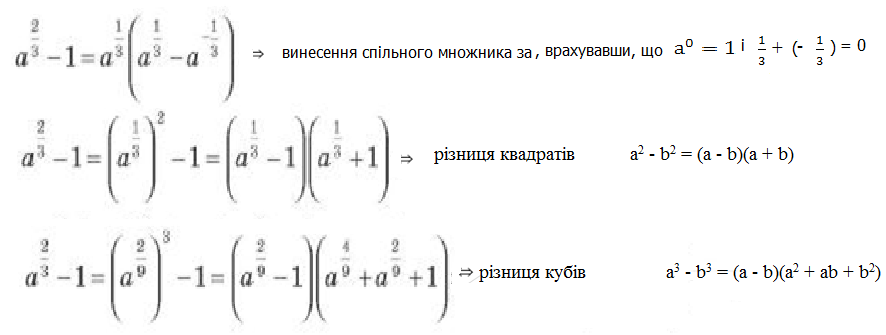 a^{2/3} − 1 = a^{1/3}(a^{1/3} − a^{-1/3}) ⇒ винесення спільного множника за , врахувавши, що a⁰ = 1 і 1/3 + (- 1/3) = 0
a^{2/3} − 1 = (a^{1/3})² − 1 = (a^{1/3} − 1)(a^{1/3} + 1) ⇒ різниця квадратів a² - b² = (a - b)(a + b)
a^{2/3} − 1 = (a^{2/9})³ − 1 = (a^{2/9} − 1)(a^{4/9} + a^{2/9} + 1) ⇒ різниця кубів a³ - b³ = (a - b)(a² + ab + b²)